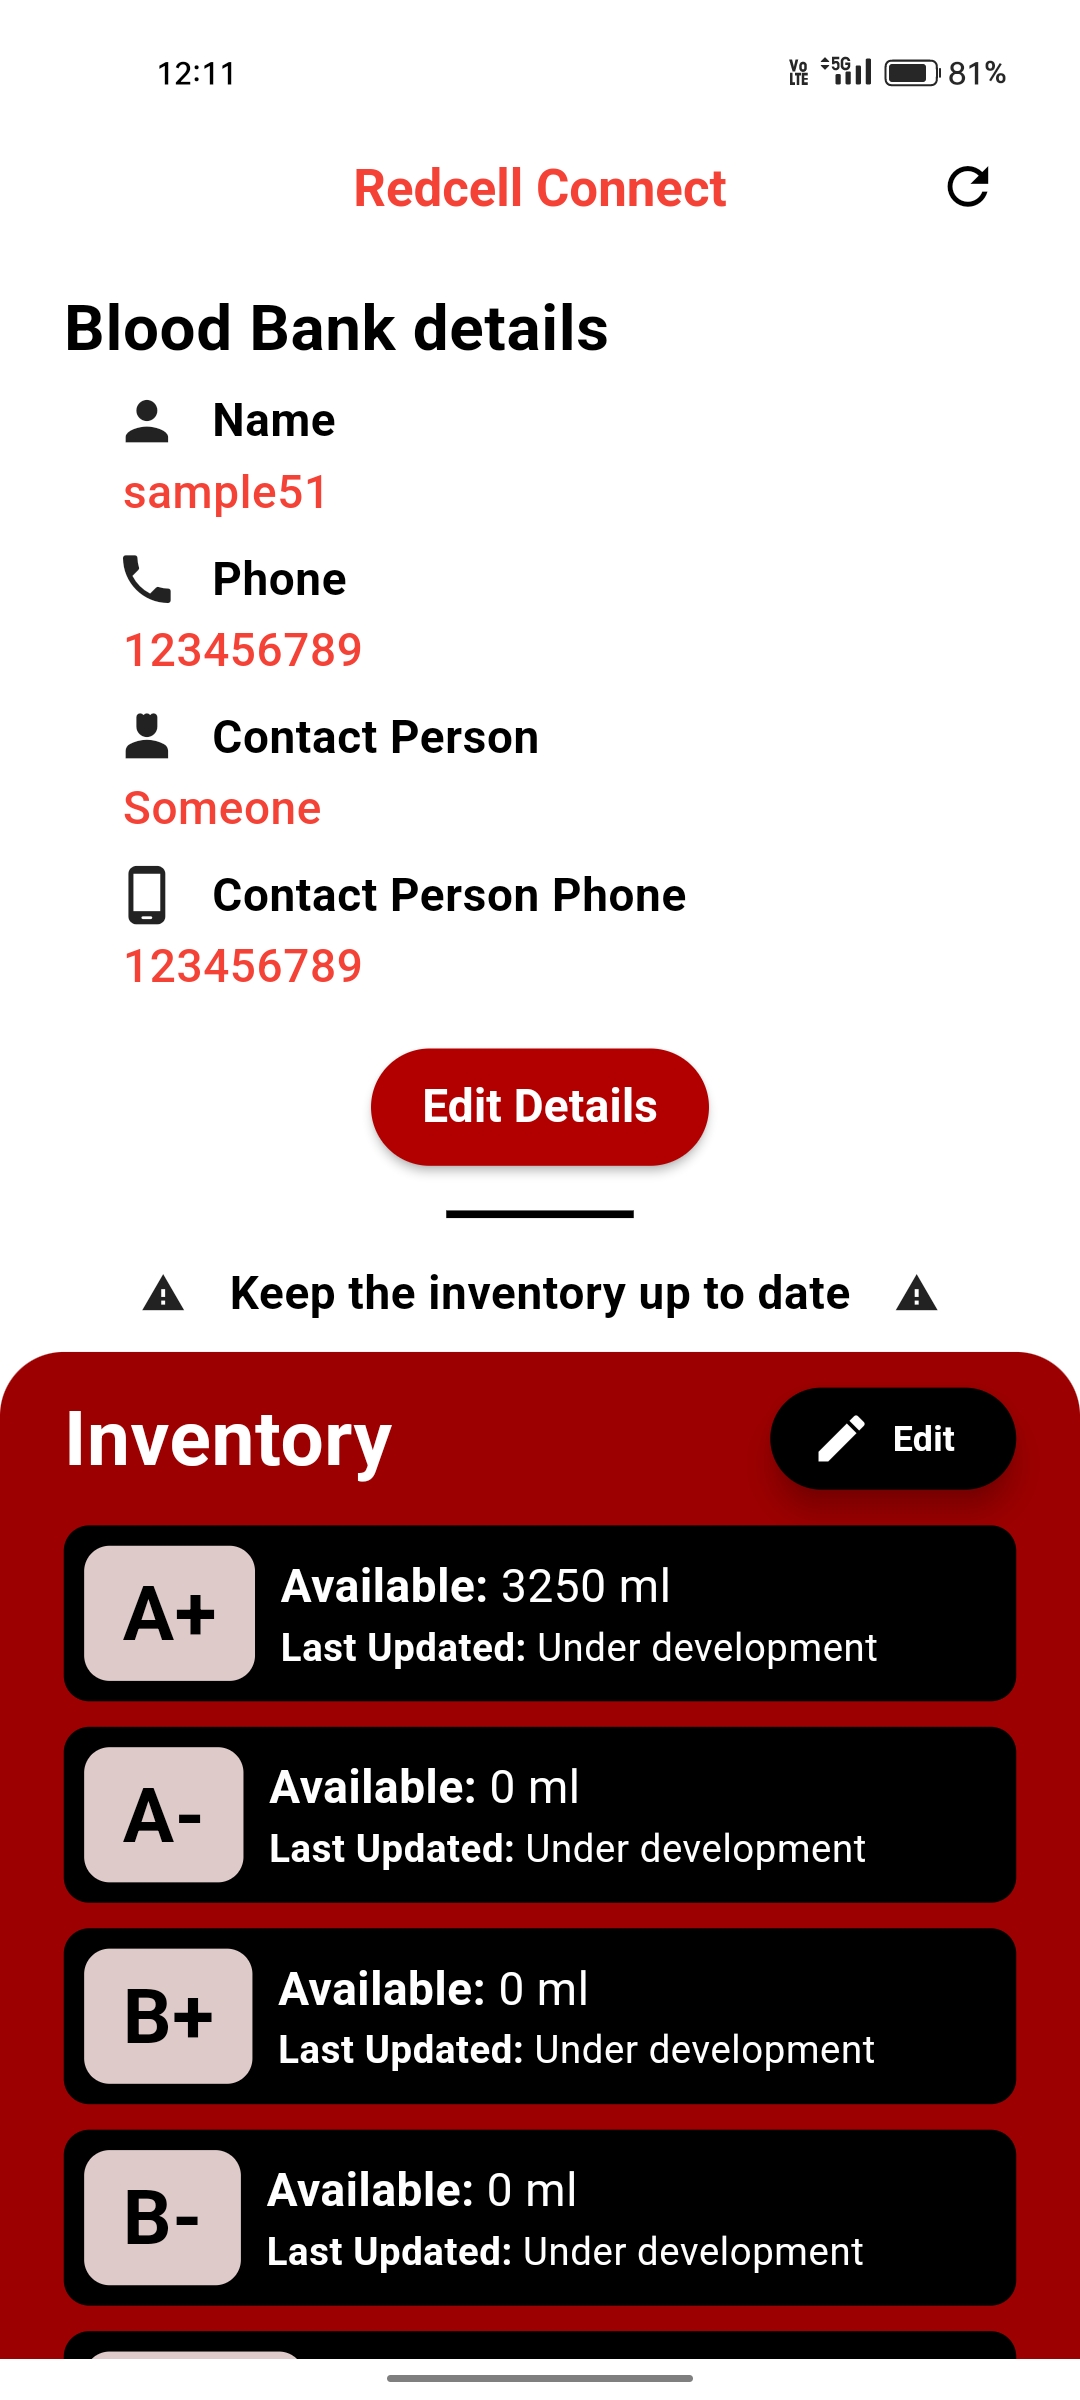 12:11
Vo LTE 5G 81%
Redcell Connect
Blood Bank details
Name
sample51
Phone
123456789
Contact Person
Someone
Contact Person Phone
123456789
Edit Details
Keep the inventory up to date
Inventory
Edit
A+
Available: 3250 ml
Last Updated: Under development
A-
Available: 0 ml
Last Updated: Under development
B+
Available: 0 ml
Last Updated: Under development
B-
Available: 0 ml
Last Updated: Under development